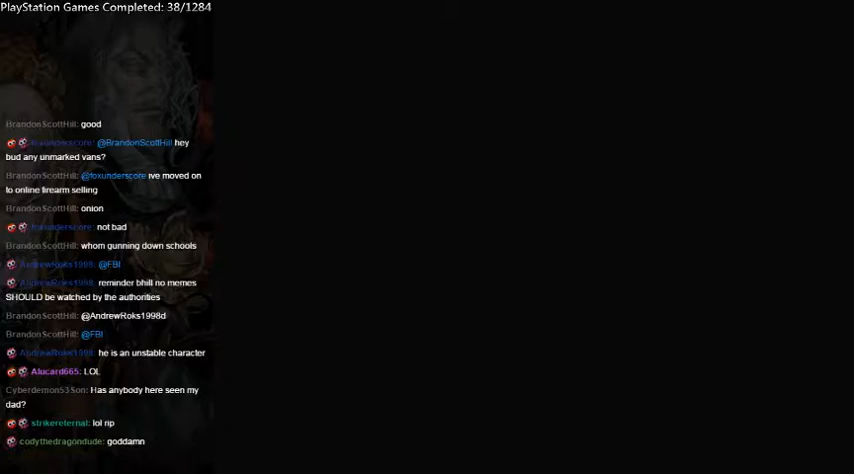 PlayStation Games Completed: 38/1284
BrandonScottHill: good
foxunderscore: @BrandonScottHill hey
bud any unmarked vans?
BrandonScottHill: @foxunderscore ive moved on
to online firearm selling
BrandonScottHill: onion
foxunderscore: not bad
BrandonScottHill: whom gunning down schools
AndrewRoks1998: @FBI
AndrewRoks1998: reminder bhill no memes
SHOULD be watched by the authorities
BrandonScottHill: @AndrewRoks1998d
BrandonScottHill: @FBI
AndrewRoks1998: he is an unstable character
Alucard665: LOL
Cyberdemon53Son: Has anybody here seen my
dad?
strikereternal: lol rip
codythedragondude: goddamn